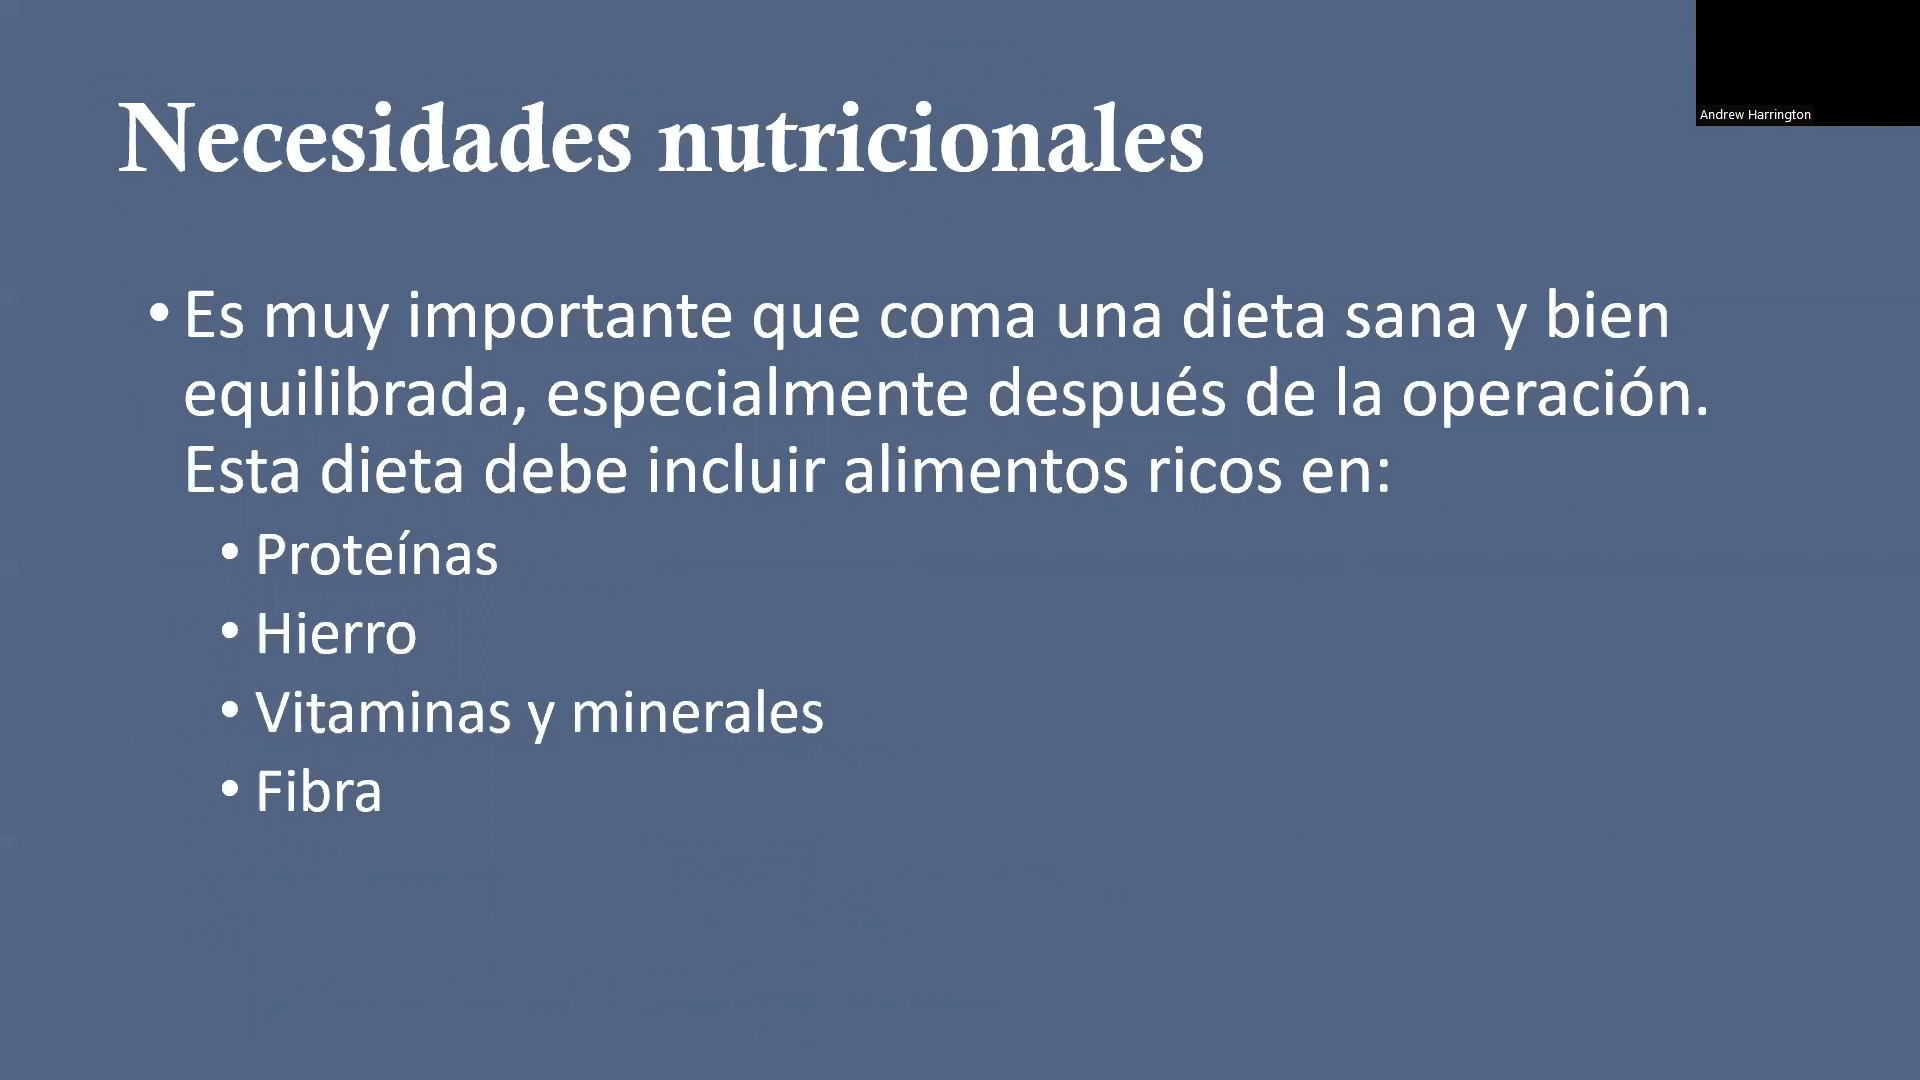 Andrew Harrington
Necesidades nutricionales
• Es muy importante que coma una dieta sana y bien
equilibrada, especialmente después de la operación.
Esta dieta debe incluir alimentos ricos en:
• Proteínas
• Hierro
• Vitaminas y minerales
• Fibra